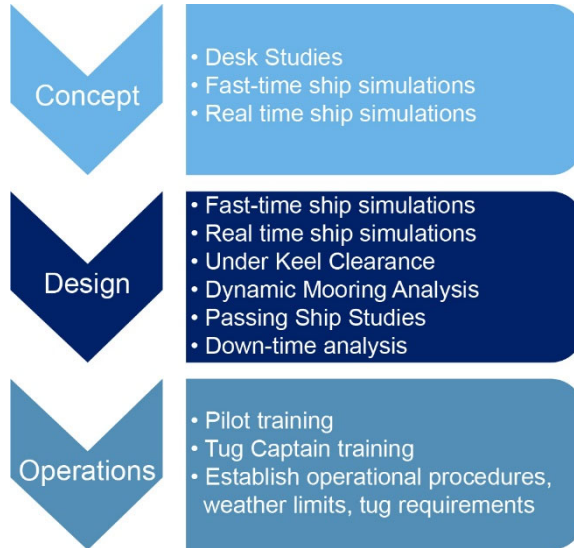 Concept
• Desk Studies
• Fast-time ship simulations
• Real time ship simulations
Design
• Fast-time ship simulations
• Real time ship simulations
• Under Keel Clearance
• Dynamic Mooring Analysis
• Passing Ship Studies
• Down-time analysis
Operations
• Pilot training
• Tug Captain training
• Establish operational procedures,
weather limits, tug requirements